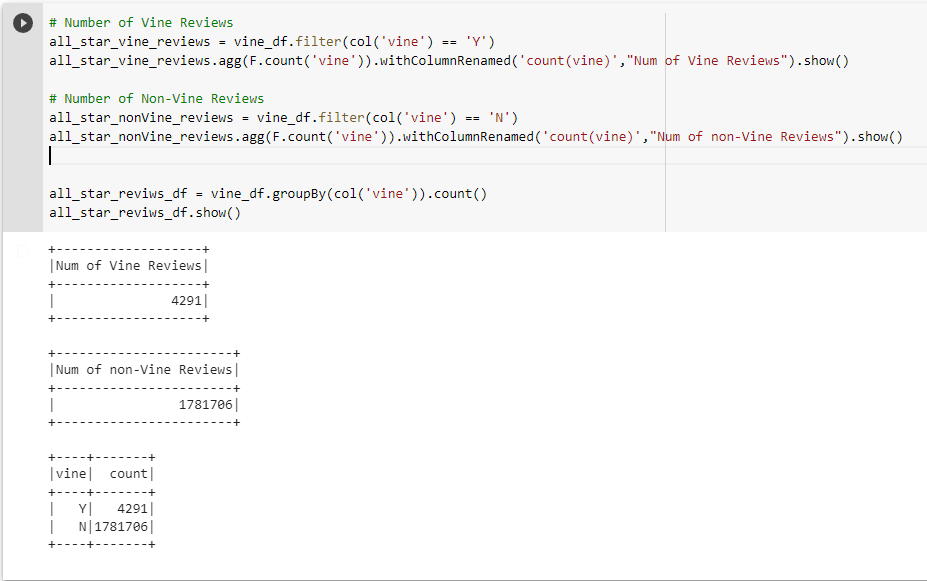 # Number of Vine Reviews
all_star_vine_reviews = vine_df.filter(col('vine') == 'Y')
all_star_vine_reviews.agg(F.count('vine')).withColumnRenamed('count(vine)',"Num of Vine Reviews").show()
# Number of Non-Vine Reviews
all_star_nonVine_reviews = vine_df.filter(col('vine') == 'N')
all_star_nonVine_reviews.agg(F.count('vine')).withColumnRenamed('count(vine)',"Num of non-Vine Reviews").show()
all_star_reviws_df = vine_df.groupBy(col('vine')).count()
all_star_reviws_df.show()
+-------------------+
|Num of Vine Reviews|
+-------------------+
|               4291|
+-------------------+
+-----------------------+
|Num of non-Vine Reviews|
+-----------------------+
|                1781706|
+-----------------------+
+----+-------+
|vine|  count|
+----+-------+
|   Y|   4291|
|   N|1781706|
+----+-------+